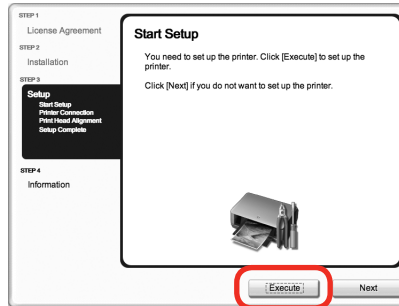 STEP 1
License Agreement
STEP 2
Installation
STEP 3
Setup
Start Setup
Printer Connection
Print Head Alignment
Setup Complete
STEP 4
Information
Start Setup
You need to set up the printer. Click [Execute] to set up the
printer.
Click [Next] if you do not want to set up the printer.
Execute
Next